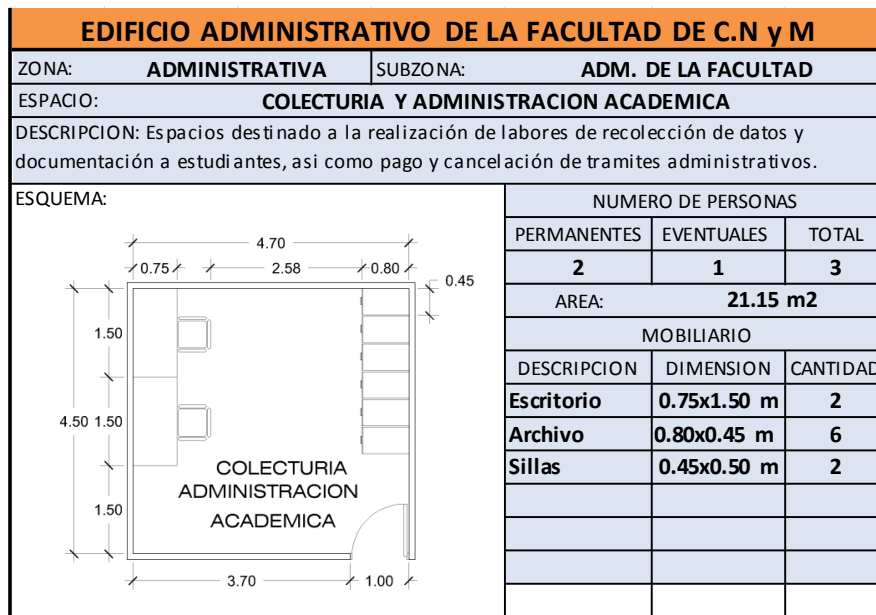 EDIFICIO ADMINISTRATIVO DE LA FACULTAD DE C.N y M
ZONA: ADMINISTRATIVA SUBZONA: ADM. DE LA FACULTAD
ESPACIO: COLECTURIA Y ADMINISTRACION ACADEMICA
DESCRIPCION: Espacios destinado a la realización de labores de recolección de datos y
documentación a estudiantes, asi como pago y cancelación de tramites administrativos.
ESQUEMA:
4.70
0.75 2.58 0.80
0.45
1.50
4.50 1.50
1.50
COLECTURIA
ADMINISTRACION
ACADEMICA
3.70 1.00
NUMERO DE PERSONAS
PERMANENTES EVENTUALES TOTAL
2 1 3
AREA: 21.15 m2
MOBILIARIO
DESCRIPCION DIMENSION CANTIDAD
Escritorio 0.75x1.50 m 2
Archivo 0.80x0.45 m 6
Sillas 0.45x0.50 m 2